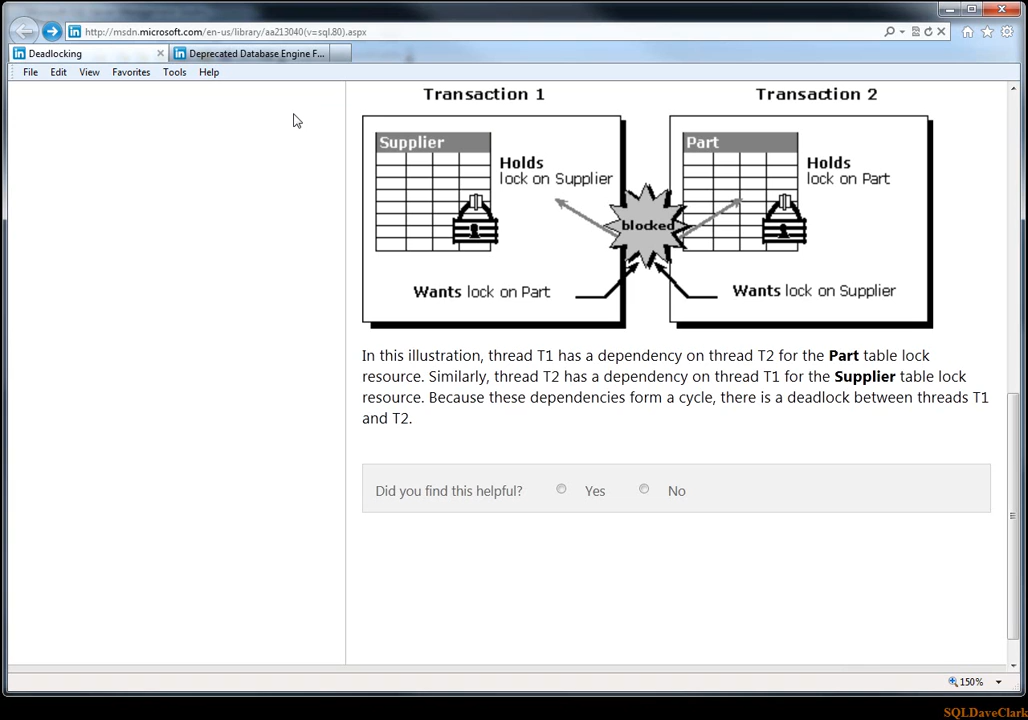 http://msdn.microsoft.com/en-us/library/aa213040(v=sql.80).aspx
Deadlocking
Deprecated Database Engine F...
File Edit View Favorites Tools Help
Transaction 1 Transaction 2
Supplier
Holds
lock on Supplier
blocked
Wants lock on Part
Part
Holds
lock on Part
Wants lock on Supplier
In this illustration, thread T1 has a dependency on thread T2 for the Part table lock
resource. Similarly, thread T2 has a dependency on thread T1 for the Supplier table lock
resource. Because these dependencies form a cycle, there is a deadlock between threads T1
and T2.
Did you find this helpful? Yes No
150%
SQLDaveClark